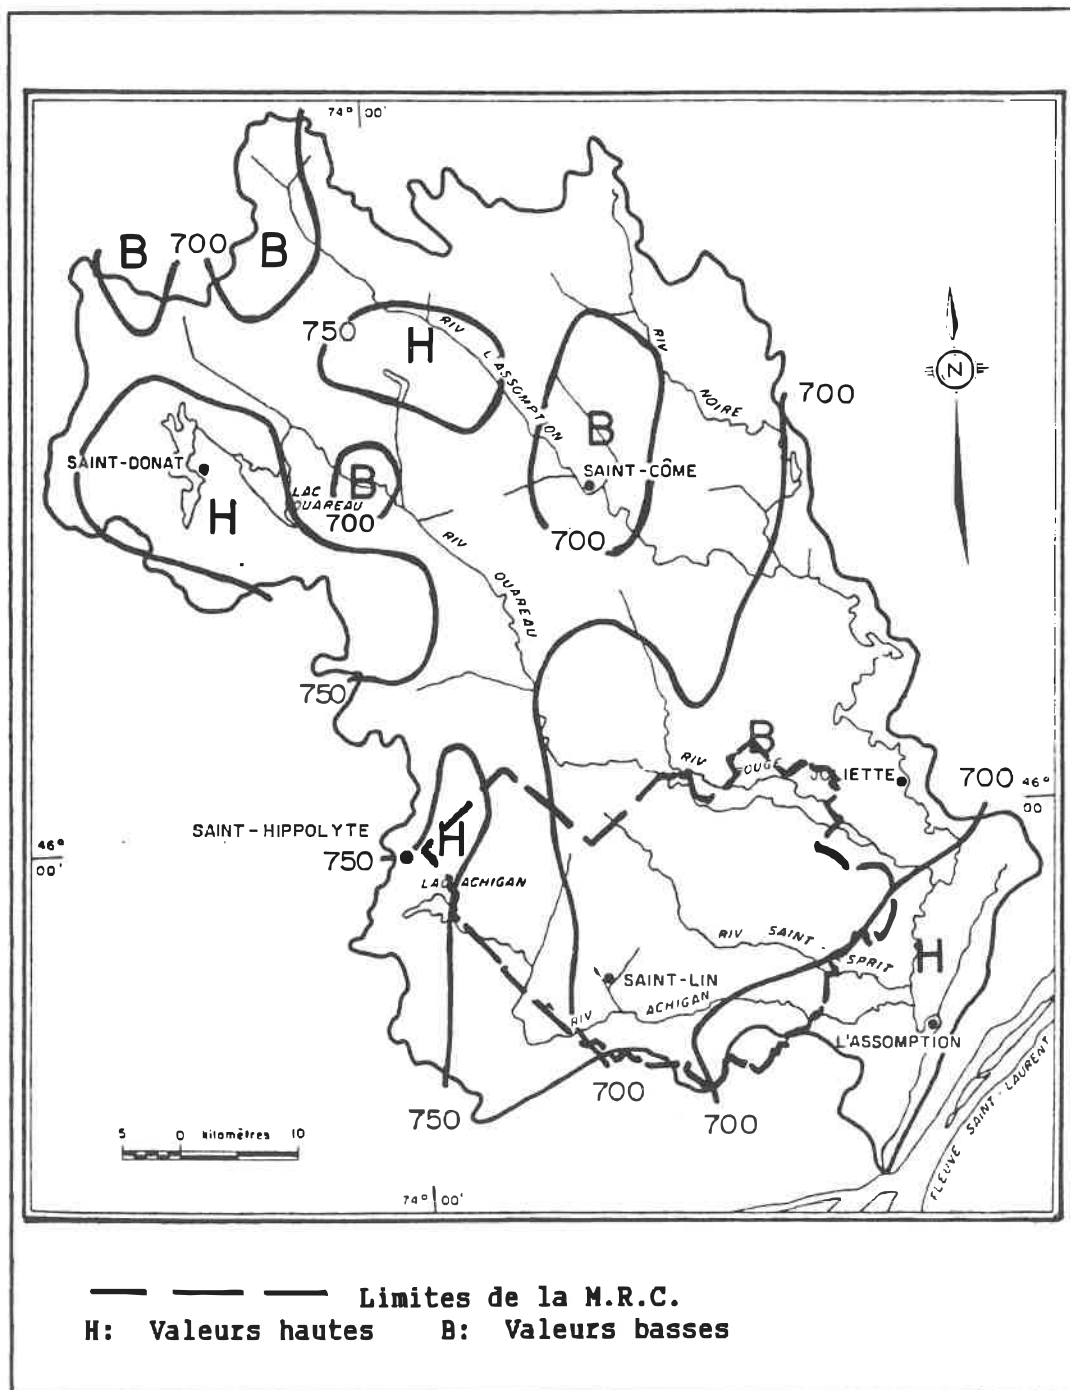 74° 00'
B 700 B
750 H
RIV L'ASSOMPTION
RIV NOIRE
700
B
SAINT-DONAT
SAINT-CÔME
LAC OUAREAU
B
700
H
700
RIV OUAREAU
750
B
RIV OUGE
JOLIETTE
700 46° 00
SAINT-HIPPOLYTE
46° 00'
750
H
LAC ACHIGAN
RIV SAINT-
SPRIT
H
SAINT-LIN
RIV ACHIGAN
L'ASSOMPTION
700
750
700
FLEUVE SAINT-LAURENT
N
5 0 kilomètres 10
74° 00'
Limites de la M.R.C.
H: Valeurs hautes B: Valeurs basses